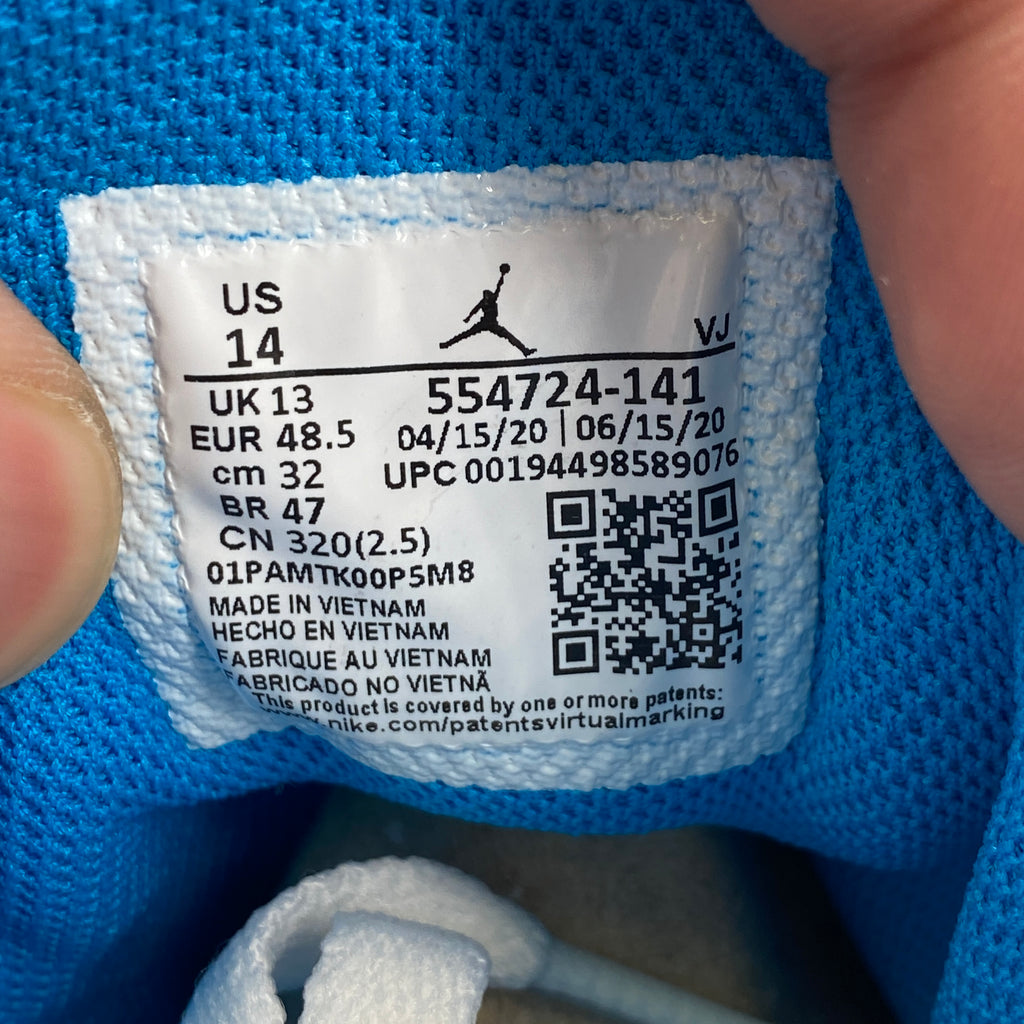 US
14
VJ
UK 13
554724-141
EUR 48.5
04/15/20 | 06/15/20
cm 32
UPC 00194498589076
BR 47
CN 320(2.5)
01PAMTK00P5M8
MADE IN VIETNAM
HECHO EN VIETNAM
FABRIQUE AU VIETNAM
FABRICADO NO VIETNÃ
This product is covered by one or more patents:
www.nike.com/patentsvirtualmarking